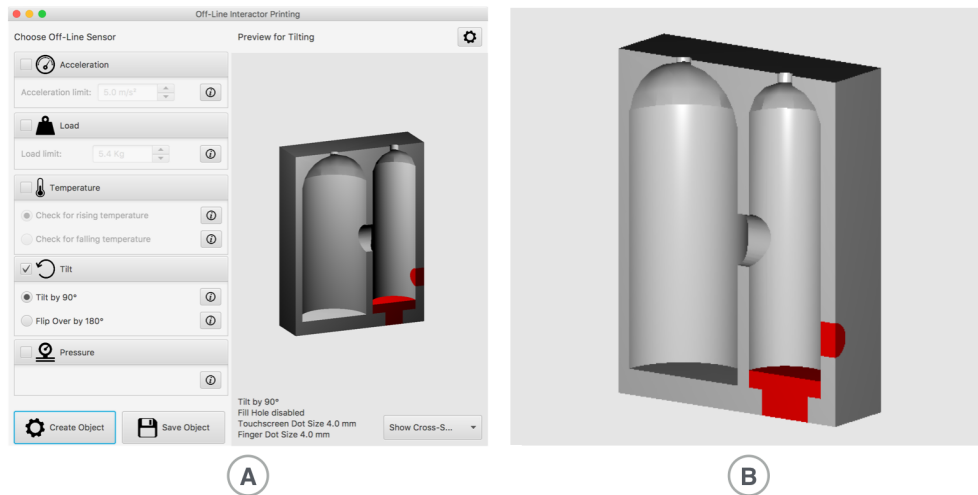 Off-Line Interactor Printing
Choose Off-Line Sensor
Preview for Tilting
Acceleration
Acceleration limit: 5.0 m/s²
Load
Load limit: 5.4 Kg
Temperature
Check for rising temperature
Check for falling temperature
Tilt
Tilt by 90°
Flip Over by 180°
Pressure
Create Object
Save Object
Tilt by 90°
Fill Hole disabled
Touchscreen Dot Size 4.0 mm
Finger Dot Size 4.0 mm
Show Cross-S...
A
B